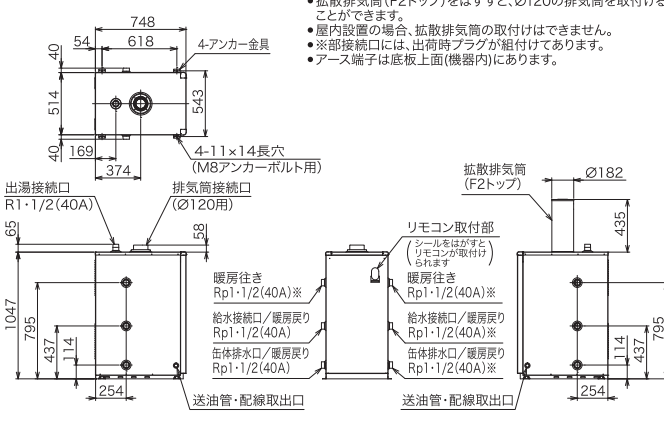 ●拡散排気筒(F2トップ)をはずすと、Ø120の排気筒を取付ける
ことができます。
●屋内設置の場合、拡散排気筒の取付けはできません。
●※部接続口には、出荷時プラグが組付けてあります。
●アース端子は底板上面(機器内)にあります。
748
54
618
4-アンカー金具
40
514
40
543
169
374
4-11×14長穴
(M8アンカーボルト用)
出湯接続口
R1・1/2(40A)
排気筒接続口
(Ø120用)
65
58
1047
795
437
114
254
送油管・配線取出口
リモコン取付部
(シールをはがすと
リモコンが取付け
られます)
暖房往き
Rp1・1/2(40A)※
給水接続口/暖房戻り
Rp1・1/2(40A)
缶体排水口/暖房戻り
Rp1・1/2(40A)
暖房往き
Rp1・1/2(40A)※
給水接続口/暖房戻り
Rp1・1/2(40A)※
缶体排水口/暖房戻り
Rp1・1/2(40A)※
拡散排気筒
(F2トップ)
Ø182
435
795
437
114
254
送油管・配線取出口